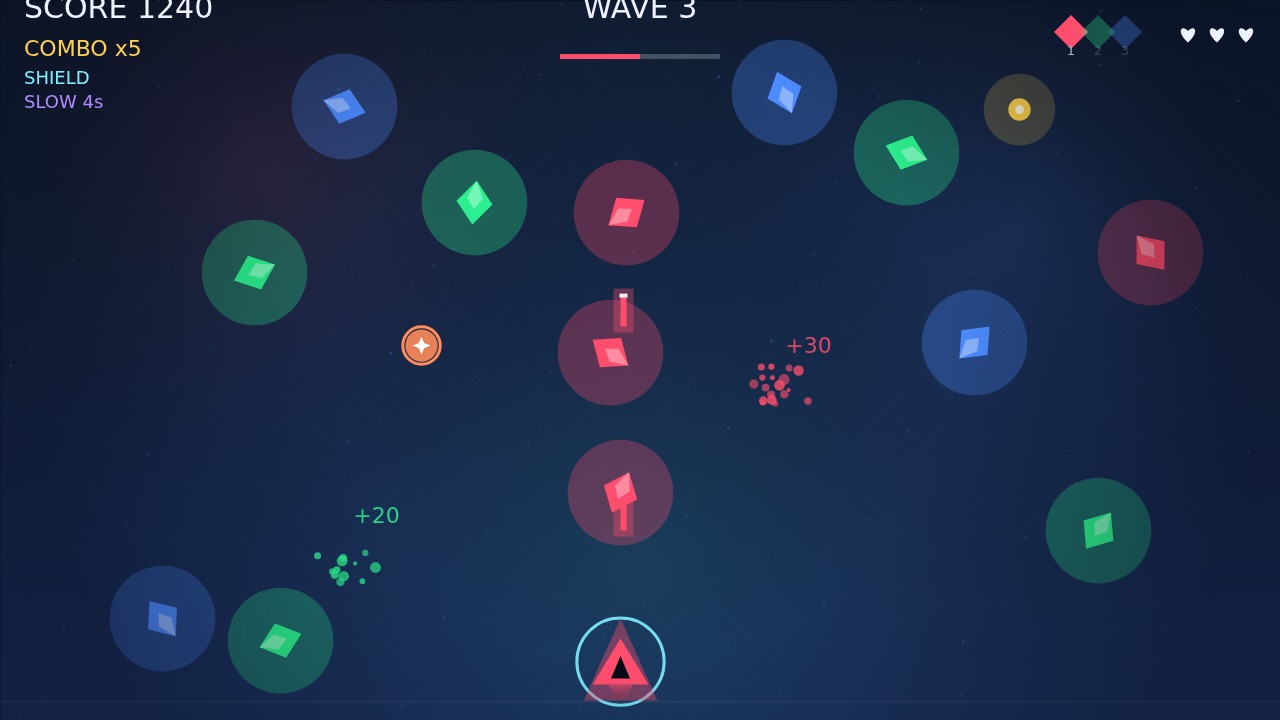 SCORE 1240
WAVE 3
COMBO x5
1 2 3
SHIELD
SLOW 4s
+30
+20